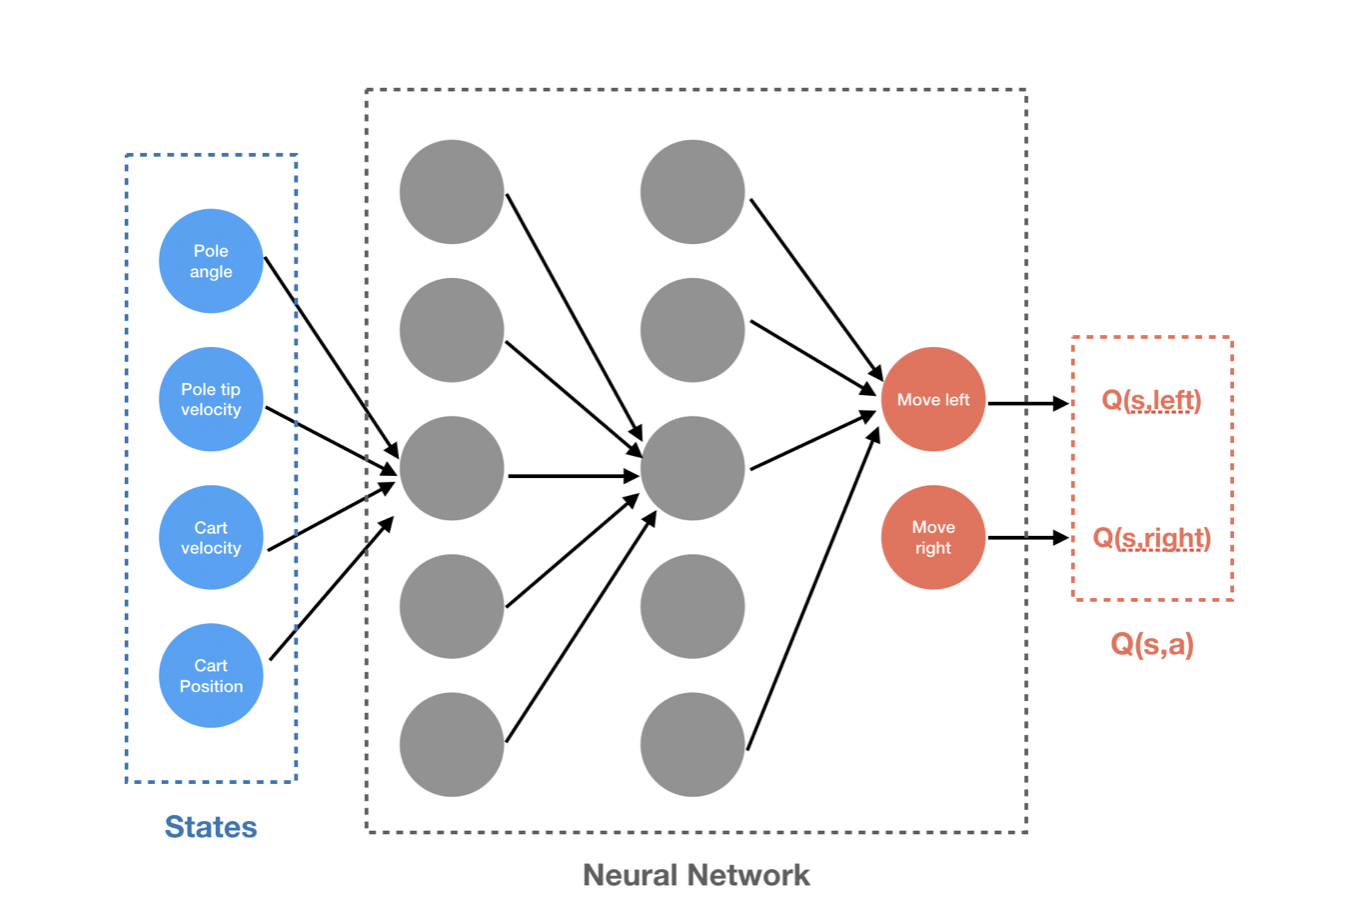 Pole
angle
Pole tip
velocity
Cart
velocity
Cart
Position
States
Neural Network
Move left
Move
right
Q(s,left)
Q(s,right)
Q(s,a)